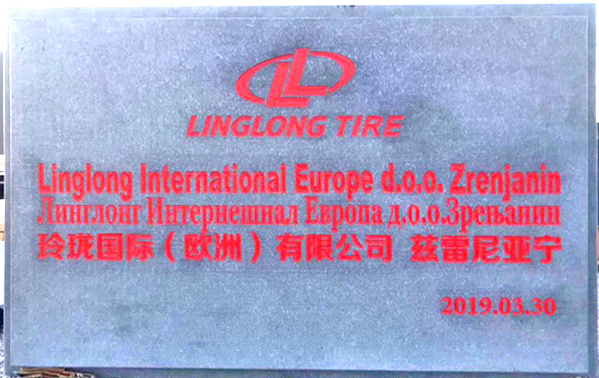 LINGLONG TIRE
Linglong International Europe d.o.o. Zrenjanin
Линглонг Интернешнал Европа д.о.о.Зрењанин
玲珑国际（欧洲）有限公司 兹雷尼亚宁
2019.03.30